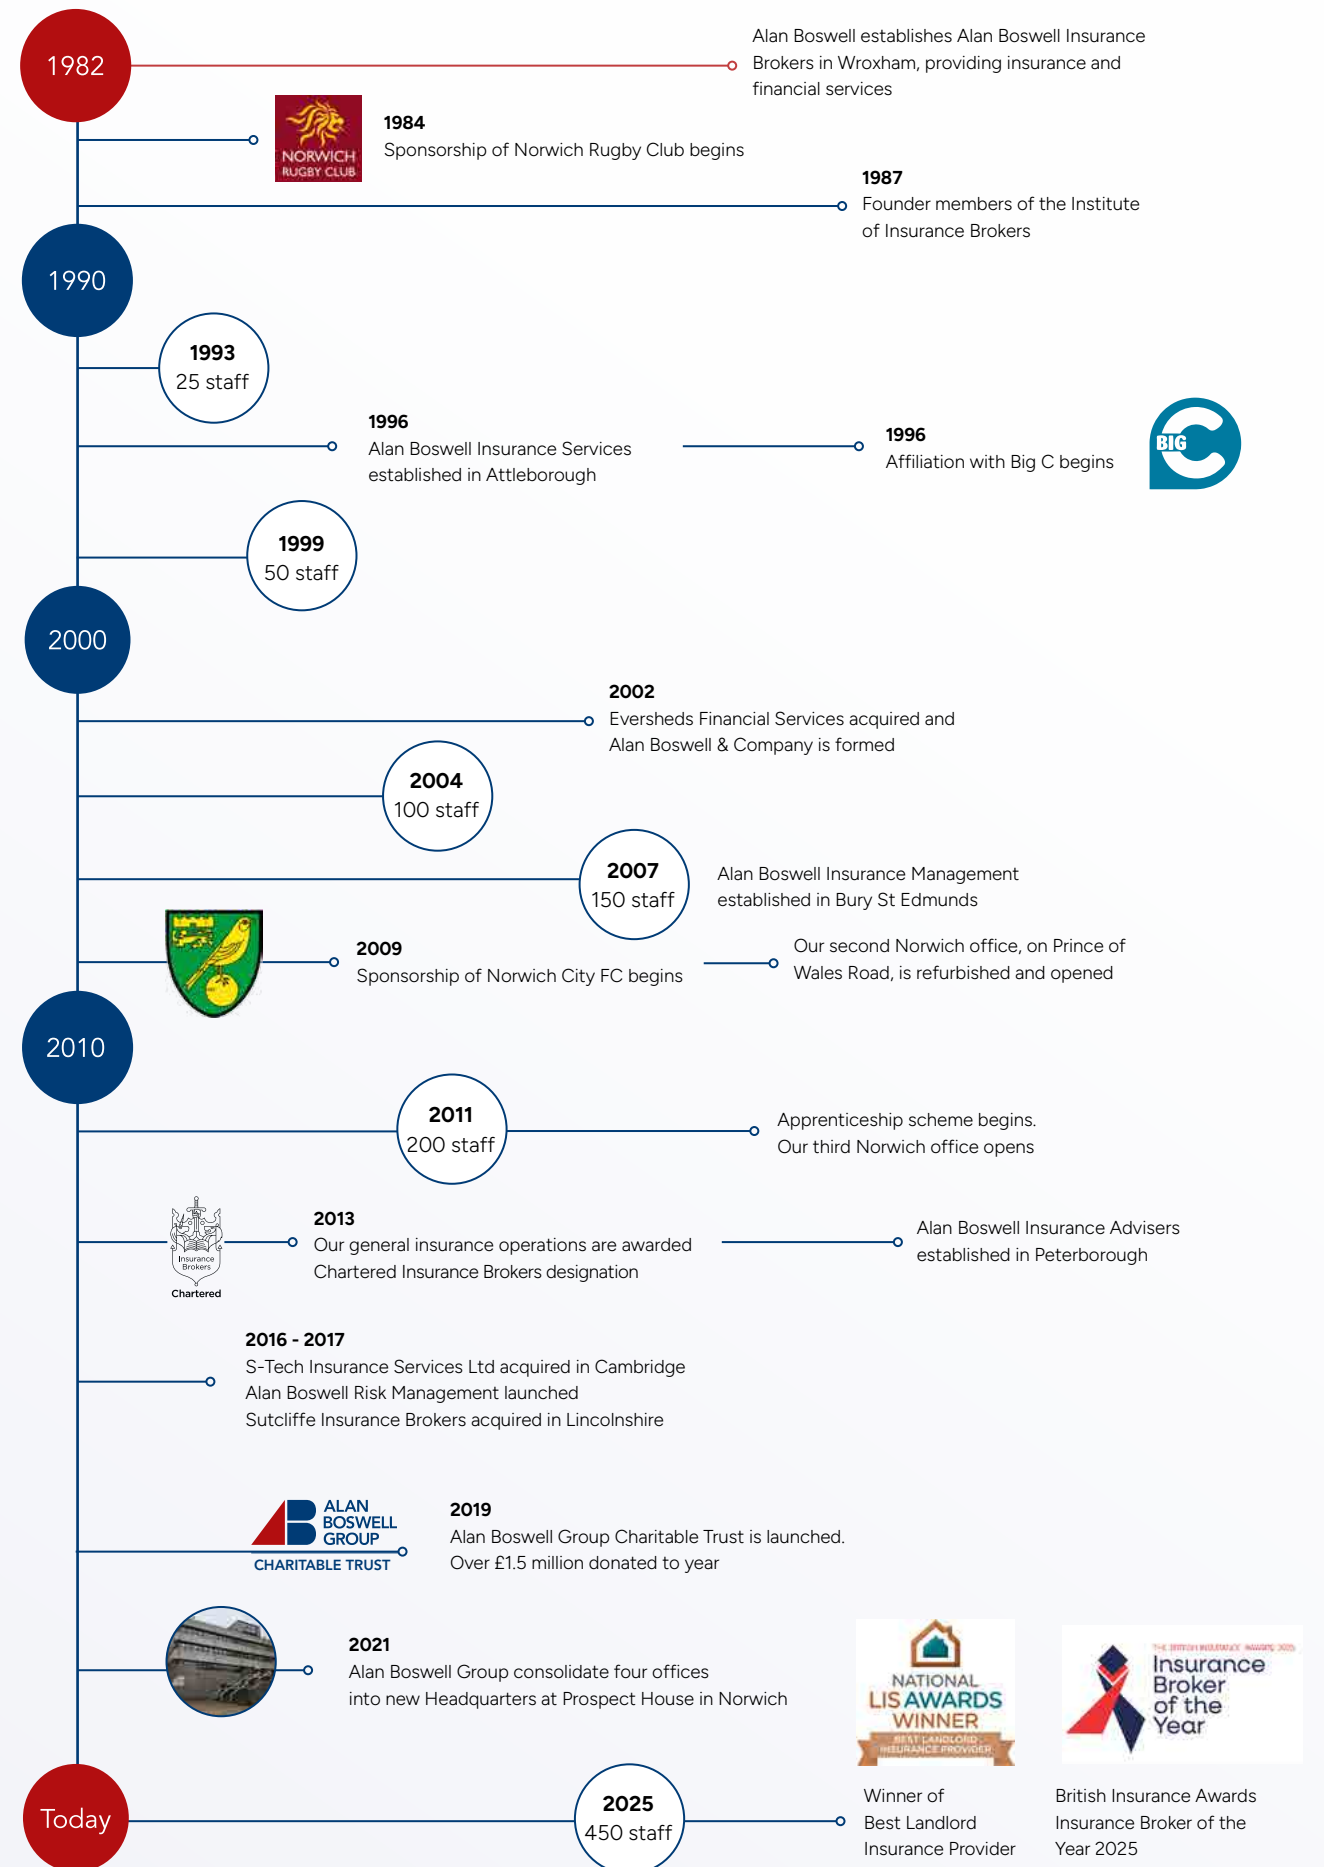 1982
Alan Boswell establishes Alan Boswell Insurance
Brokers in Wroxham, providing insurance and
financial services
NORWICH
RUGBY CLUB
1984
Sponsorship of Norwich Rugby Club begins
1987
Founder members of the Institute
of Insurance Brokers
1990
1993
25 staff
1996
Alan Boswell Insurance Services
established in Attleborough
1996
Affiliation with Big C begins
BIG
C
1999
50 staff
2000
2002
Eversheds Financial Services acquired and
Alan Boswell & Company is formed
2004
100 staff
2007
150 staff
Alan Boswell Insurance Management
established in Bury St Edmunds
2009
Sponsorship of Norwich City FC begins
Our second Norwich office, on Prince of
Wales Road, is refurbished and opened
2010
2011
200 staff
Apprenticeship scheme begins.
Our third Norwich office opens
Insurance
Brokers
Chartered
2013
Our general insurance operations are awarded
Chartered Insurance Brokers designation
Alan Boswell Insurance Advisers
established in Peterborough
2016 - 2017
S-Tech Insurance Services Ltd acquired in Cambridge
Alan Boswell Risk Management launched
Sutcliffe Insurance Brokers acquired in Lincolnshire
ALAN
BOSWELL
GROUP
CHARITABLE TRUST
2019
Alan Boswell Group Charitable Trust is launched.
Over £1.5 million donated to year
2021
Alan Boswell Group consolidate four offices
into new Headquarters at Prospect House in Norwich
NATIONAL
LIS AWARDS
WINNER
BEST LANDLORD
INSURANCE PROVIDER
THE BRITISH INSURANCE AWARDS 2025
Insurance
Broker
of the
Year
Today
2025
450 staff
Winner of
Best Landlord
Insurance Provider
British Insurance Awards
Insurance Broker of the
Year 2025